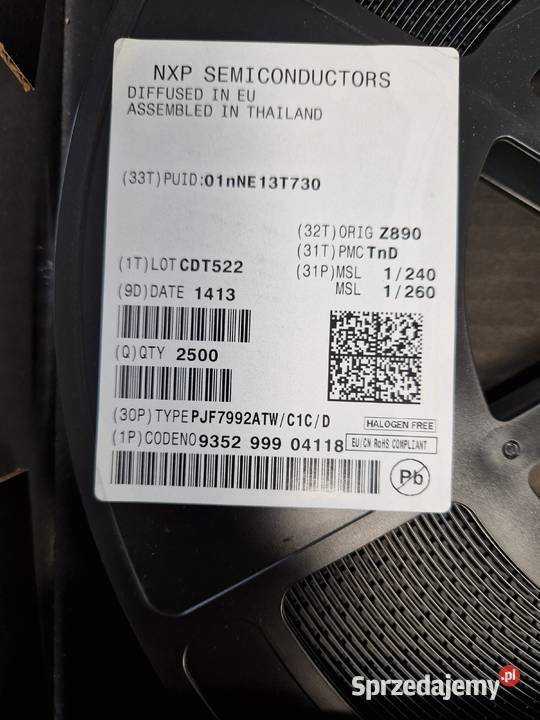 NXP SEMICONDUCTORS
DIFFUSED IN EU
ASSEMBLED IN THAILAND
(33T)PUID:01nNE13T730
(32T)ORIG Z890
(31T)PMC TnD
(1T)LOT CDT522
(31P)MSL 1/240
(9D)DATE 1413
MSL 1/260
(Q)QTY 2500
(30P)TYPE PJF7992ATW/C1C/D
HALOGEN FREE
(1P)CODENO 9352 999 04118
EU/CN RoHS COMPLIANT
Pb
Sprzedajemy.pl